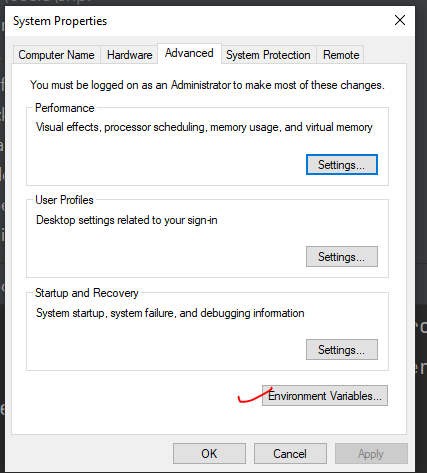 System Properties
Computer Name
Hardware
Advanced
System Protection
Remote
You must be logged on as an Administrator to make most of these changes.
Performance
Visual effects, processor scheduling, memory usage, and virtual memory
Settings...
User Profiles
Desktop settings related to your sign-in
Settings...
Startup and Recovery
System startup, system failure, and debugging information
Settings...
Environment Variables...
OK
Cancel
Apply